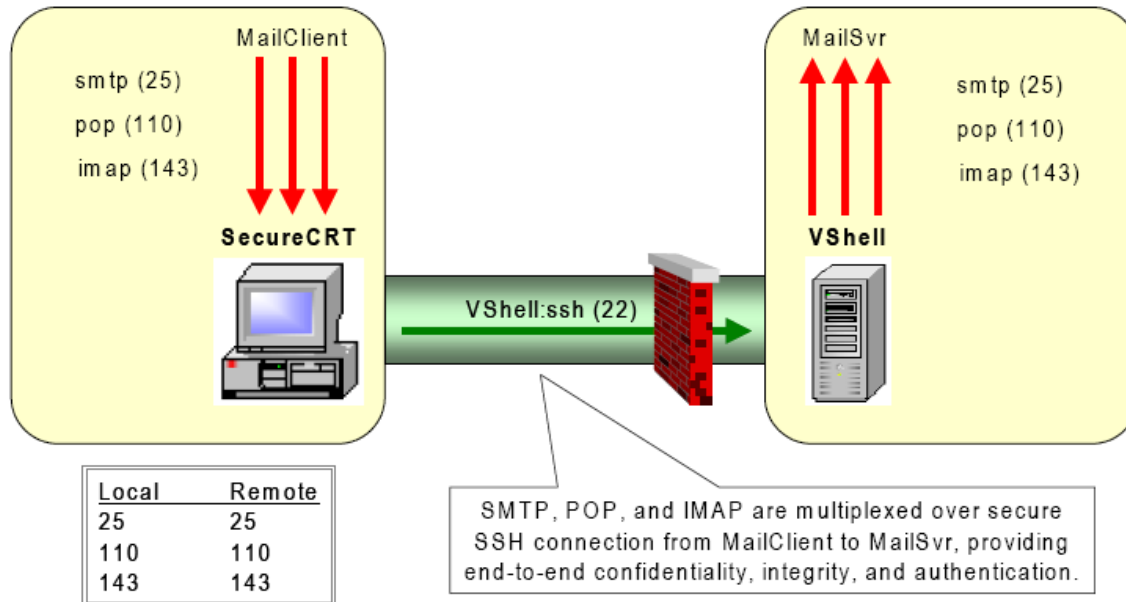 MailClient
smtp (25)
pop (110)
imap (143)
SecureCRT
MailSvr
smtp (25)
pop (110)
imap (143)
VShell
VShell:ssh (22)
Local Remote
25 25
110 110
143 143
SMTP, POP, and IMAP are multiplexed over secure
SSH connection from MailClient to MailSvr, providing
end-to-end confidentiality, integrity, and authentication.